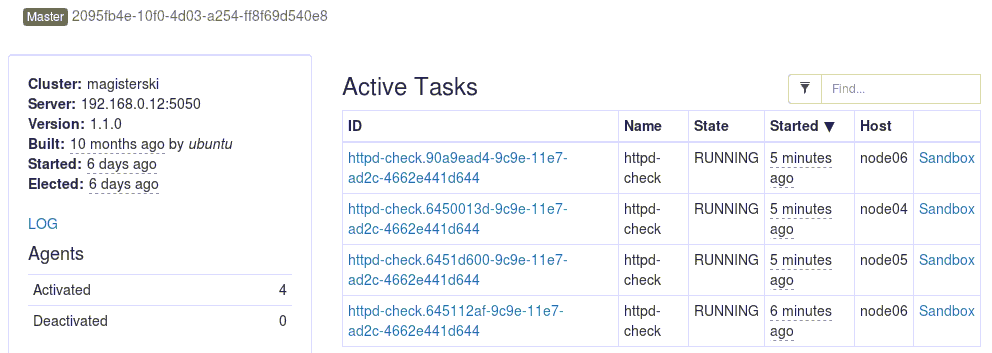 Master 2095fb4e-10f0-4d03-a254-ff8f69d540e8
Cluster: magisterski
Server: 192.168.0.12:5050
Version: 1.1.0
Built: 10 months ago by ubuntu
Started: 6 days ago
Elected: 6 days ago
LOG
Agents
Activated 4
Deactivated 0
Active Tasks
Find...
ID Name State Started ▼ Host
httpd-check.90a9ead4-9c9e-11e7- httpd- RUNNING 5 minutes node06 Sandbox
ad2c-4662e441d644 check ago
httpd-check.6450013d-9c9e-11e7- httpd- RUNNING 5 minutes node04 Sandbox
ad2c-4662e441d644 check ago
httpd-check.6451d600-9c9e-11e7- httpd- RUNNING 5 minutes node05 Sandbox
ad2c-4662e441d644 check ago
httpd-check.645112af-9c9e-11e7- httpd- RUNNING 6 minutes node06 Sandbox
ad2c-4662e441d644 check ago